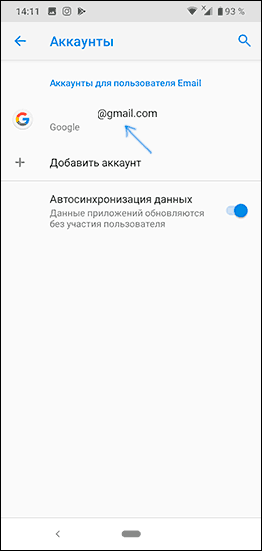 14:11
93 %
Аккаунты
Аккаунты для пользователя Email
@gmail.com
Google
Добавить аккаунт
Автосинхронизация данных
Данные приложений обновляются
без участия пользователя